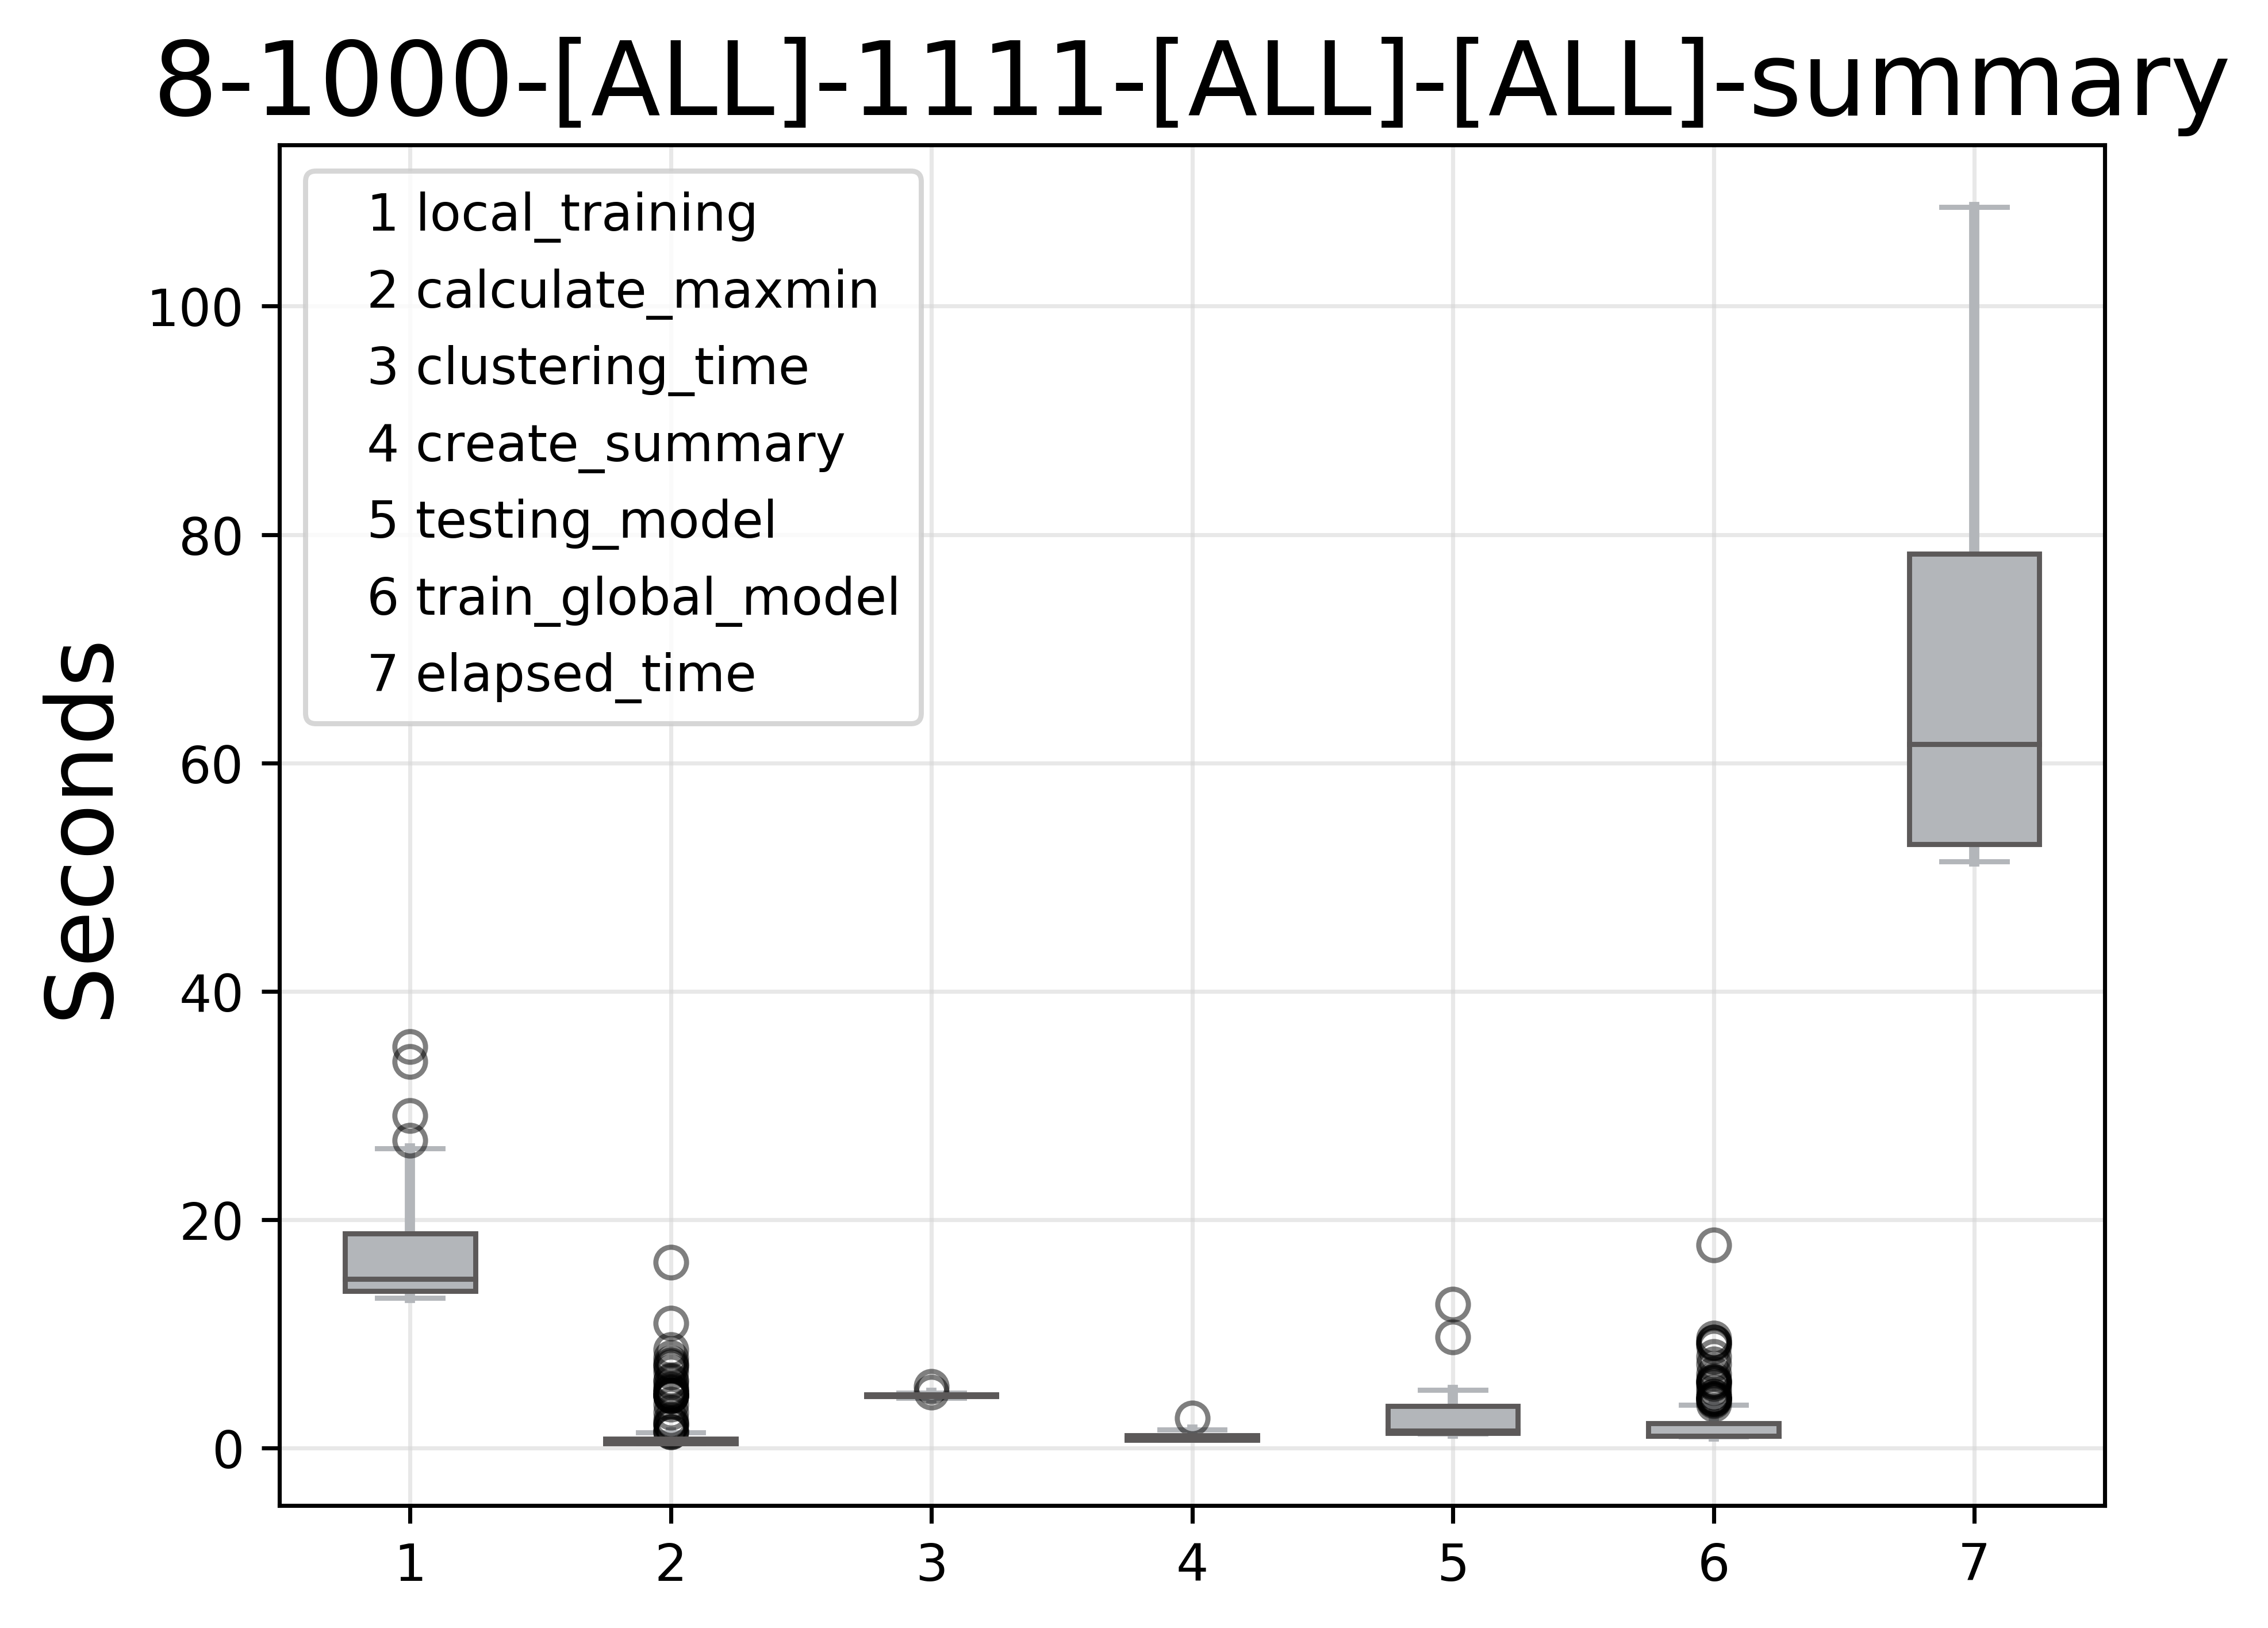 8-1000-[ALL]-1111-[ALL]-[ALL]-summary
1 local_training
2 calculate_maxmin
3 clustering_time
4 create_summary
5 testing_model
6 train_global_model
7 elapsed_time
Seconds
100
80
60
40
20
0
1 2 3 4 5 6 7